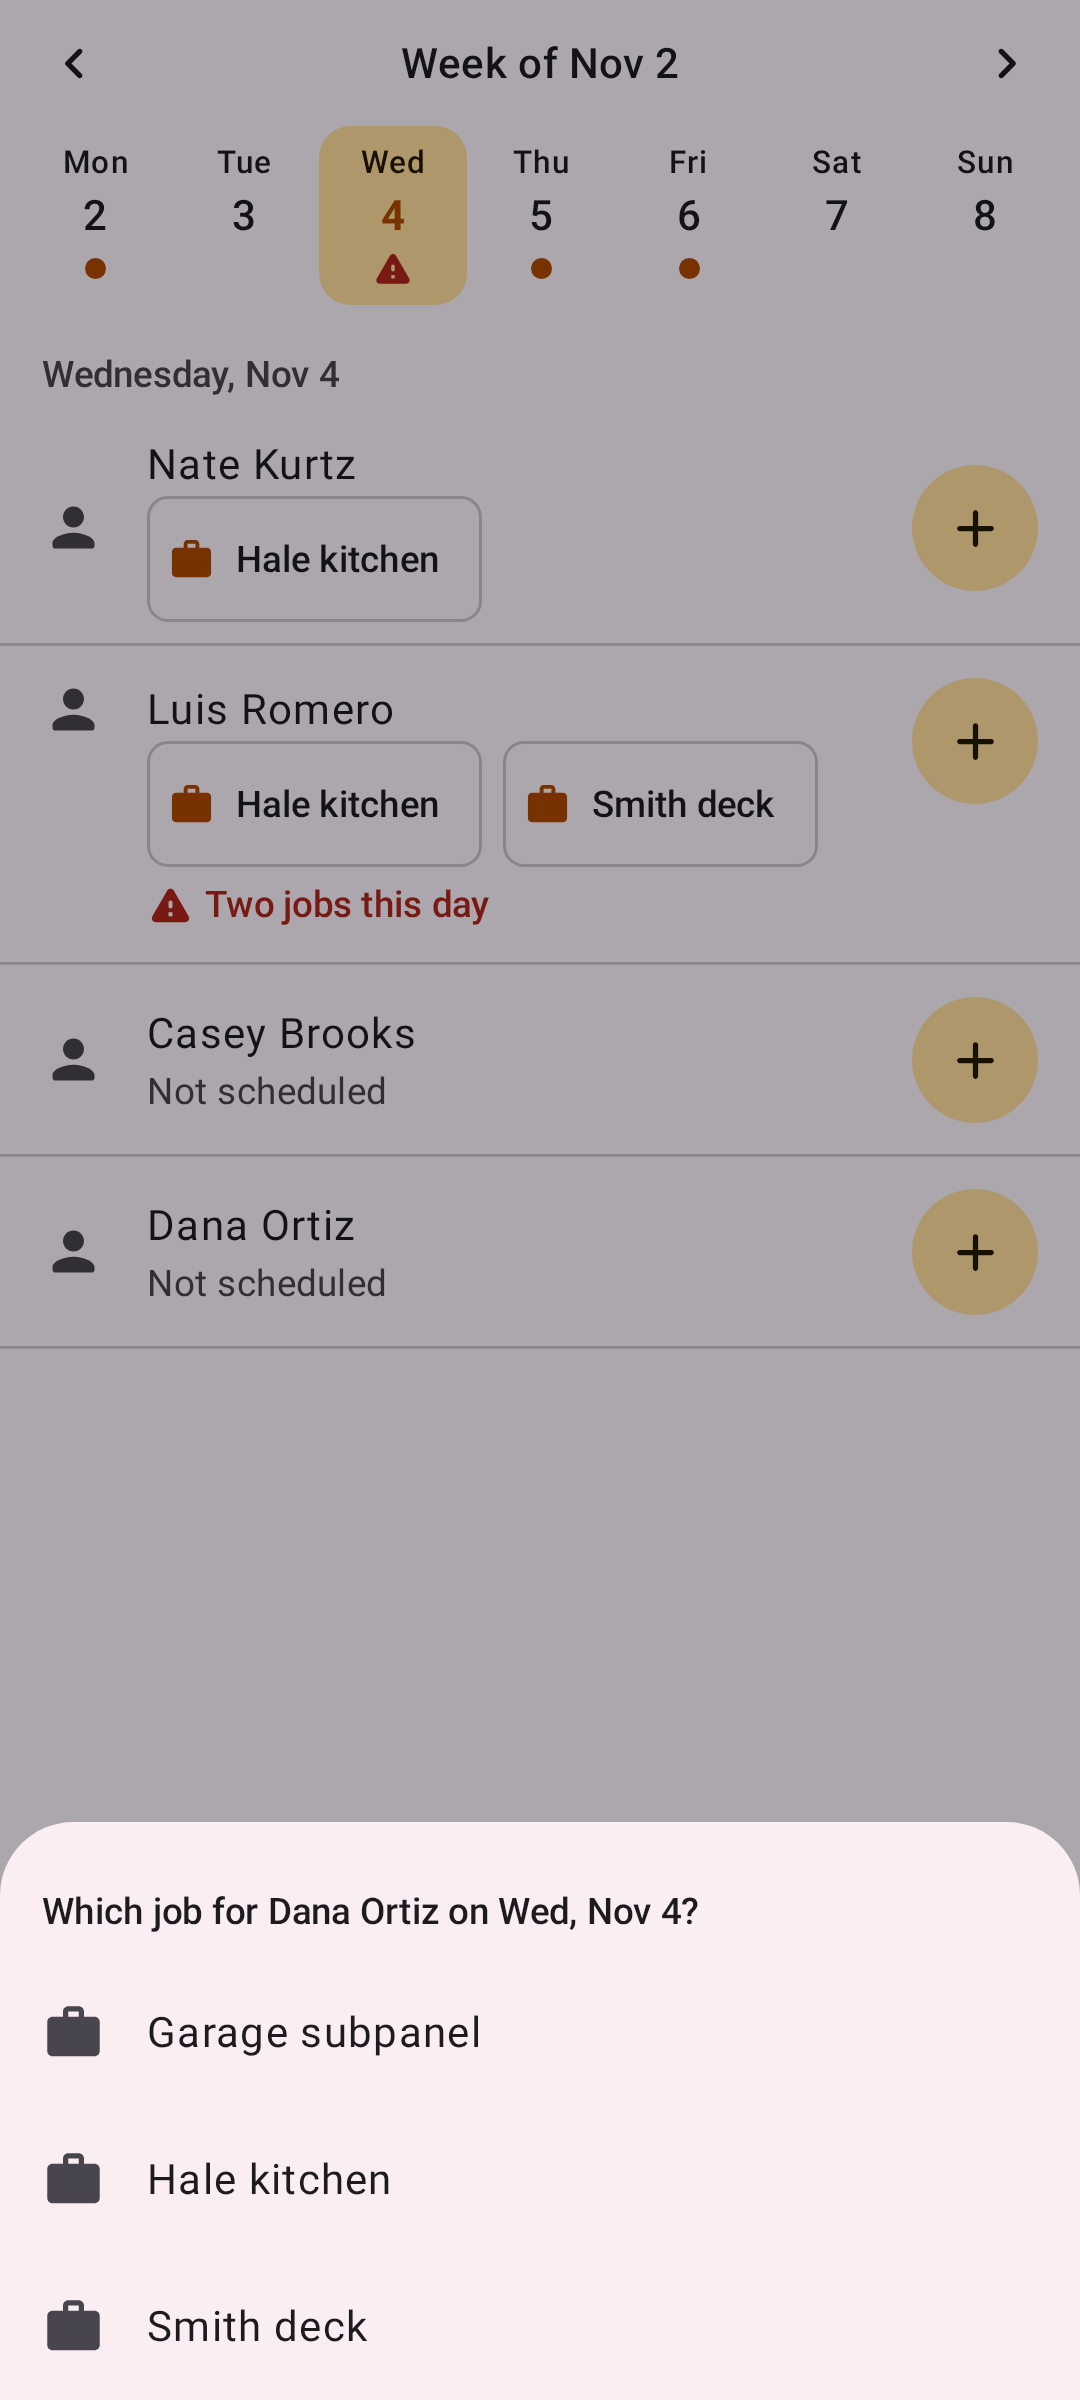 Week of Nov 2
Mon Tue Wed Thu Fri Sat Sun
2 3 4 5 6 7 8
Wednesday, Nov 4
Nate Kurtz
Hale kitchen
Luis Romero
Hale kitchen Smith deck
Two jobs this day
Casey Brooks
Not scheduled
Dana Ortiz
Not scheduled
Which job for Dana Ortiz on Wed, Nov 4?
Garage subpanel
Hale kitchen
Smith deck